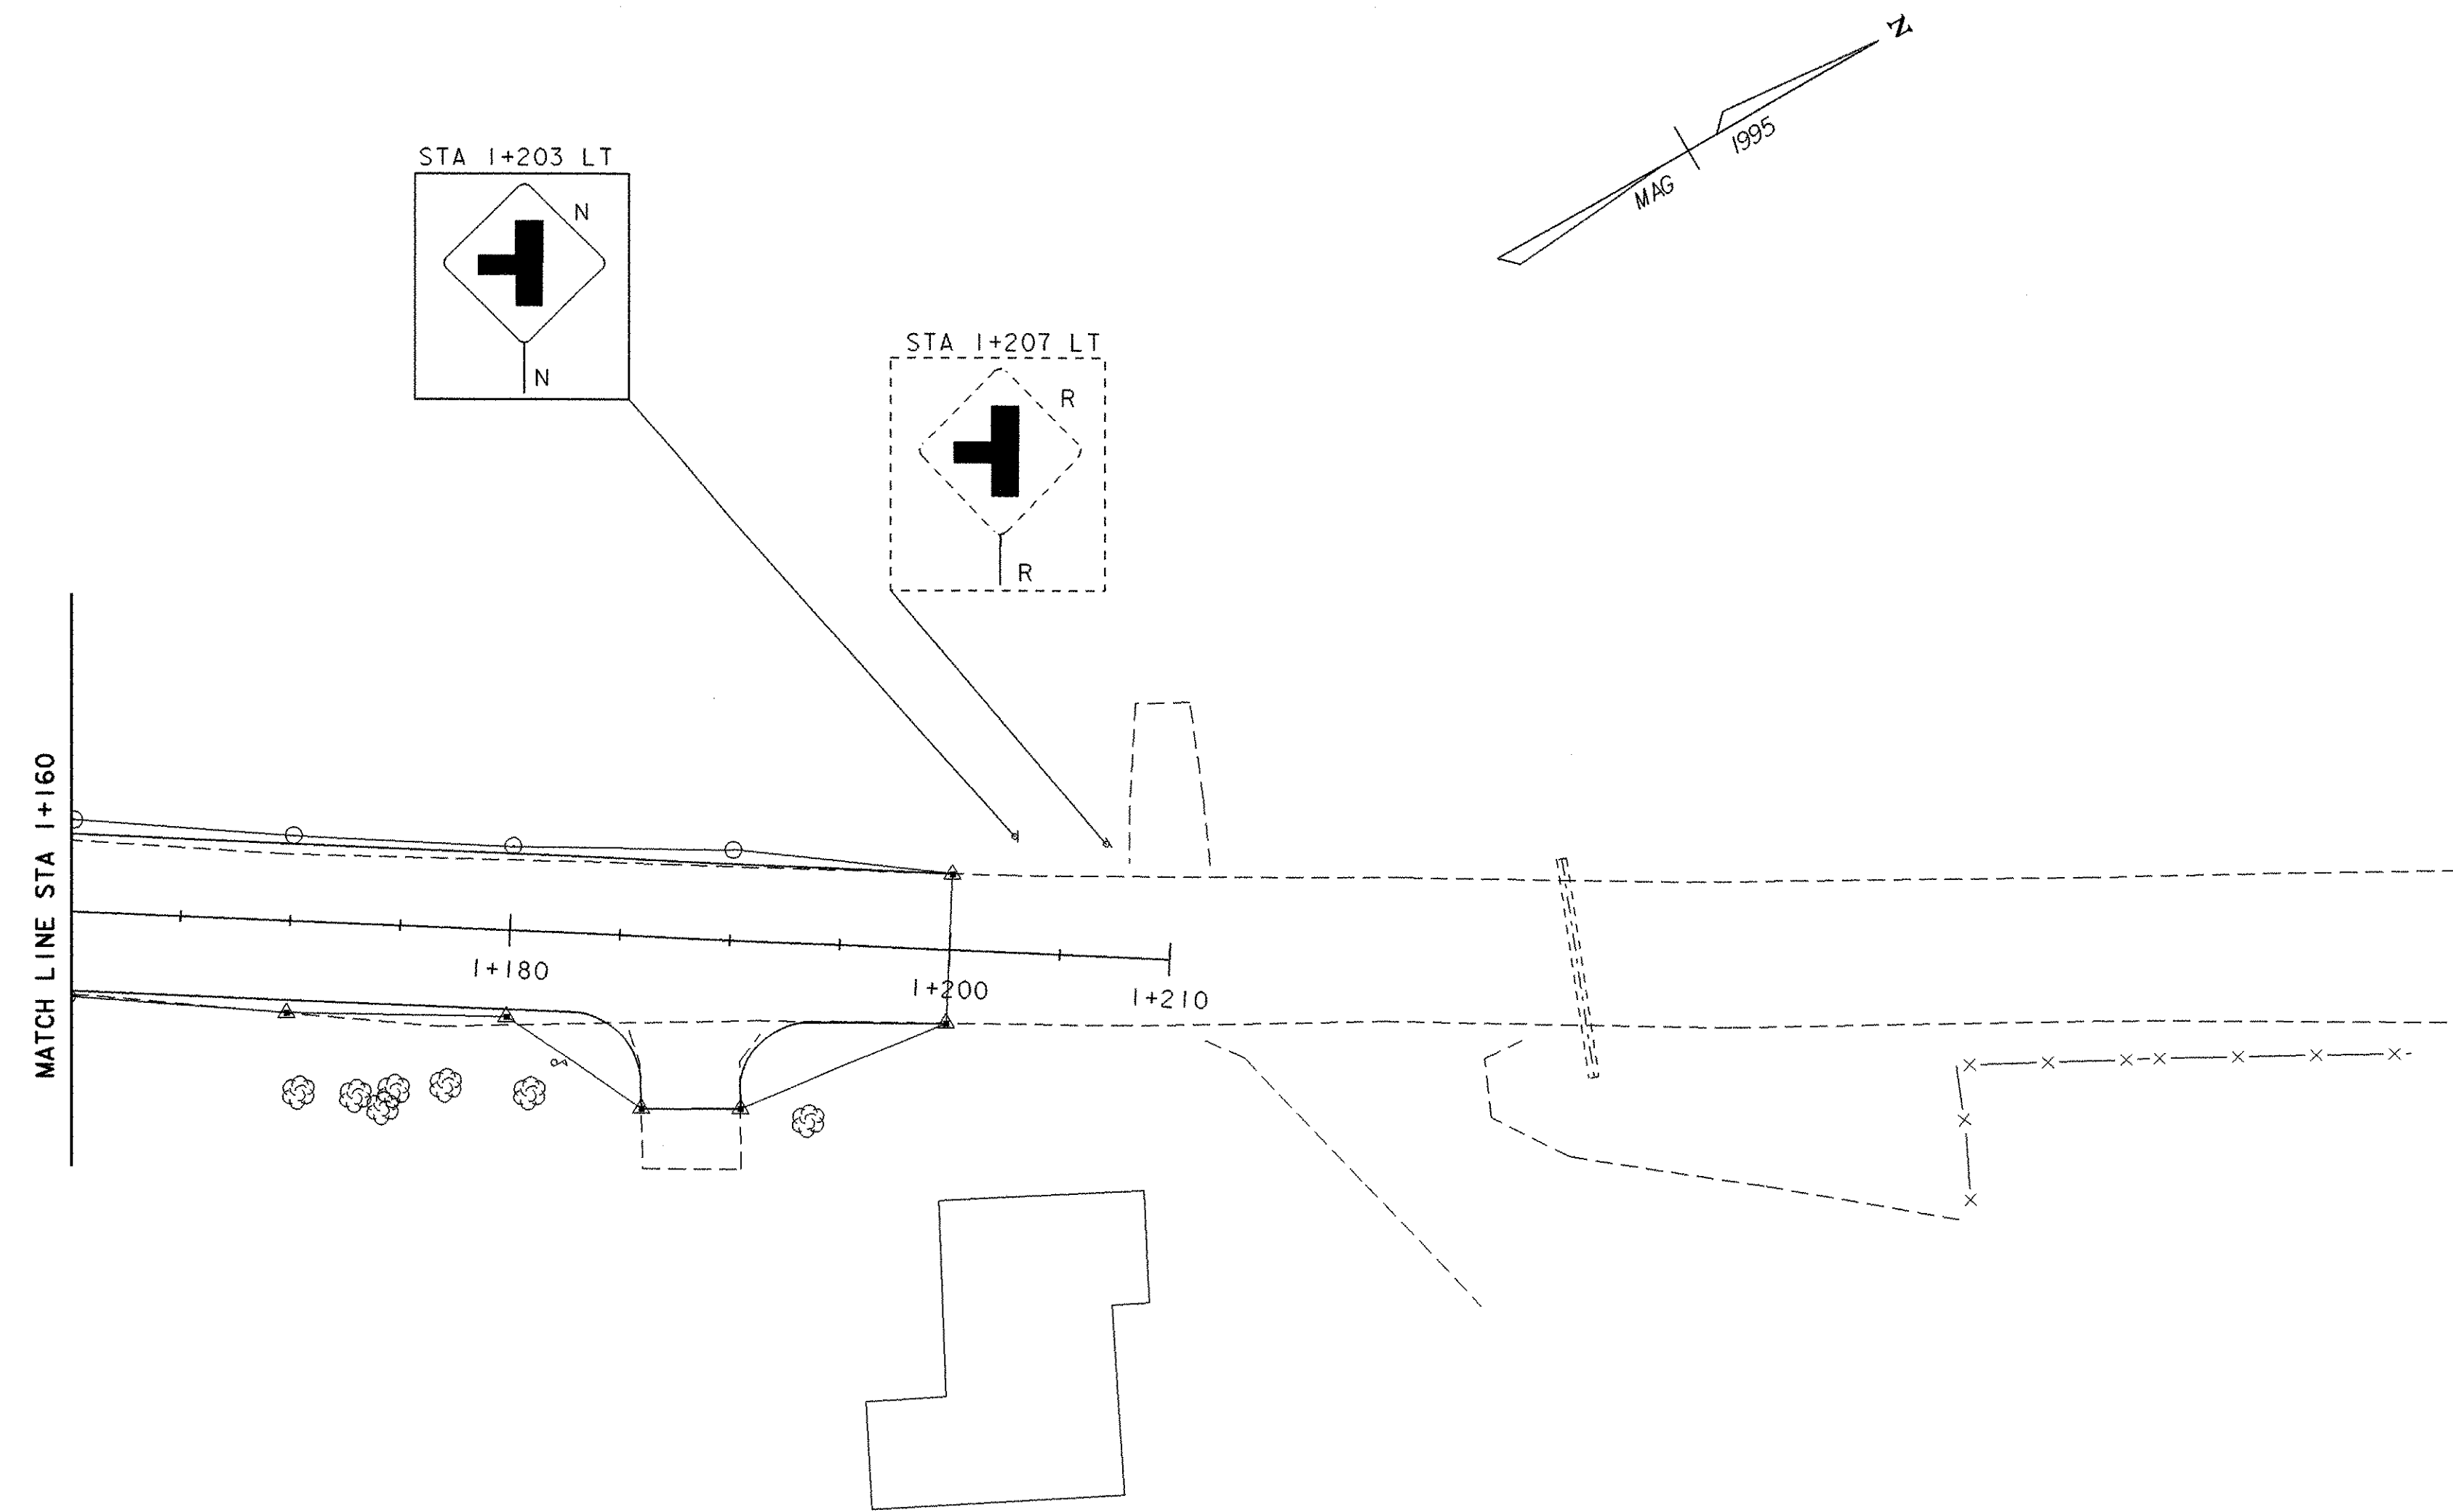 N
1995
MAG
STA 1+203 LT
N
N
STA 1+207 LT
R
R
MATCH LINE STA 1+160
1+180
1+200
1+210